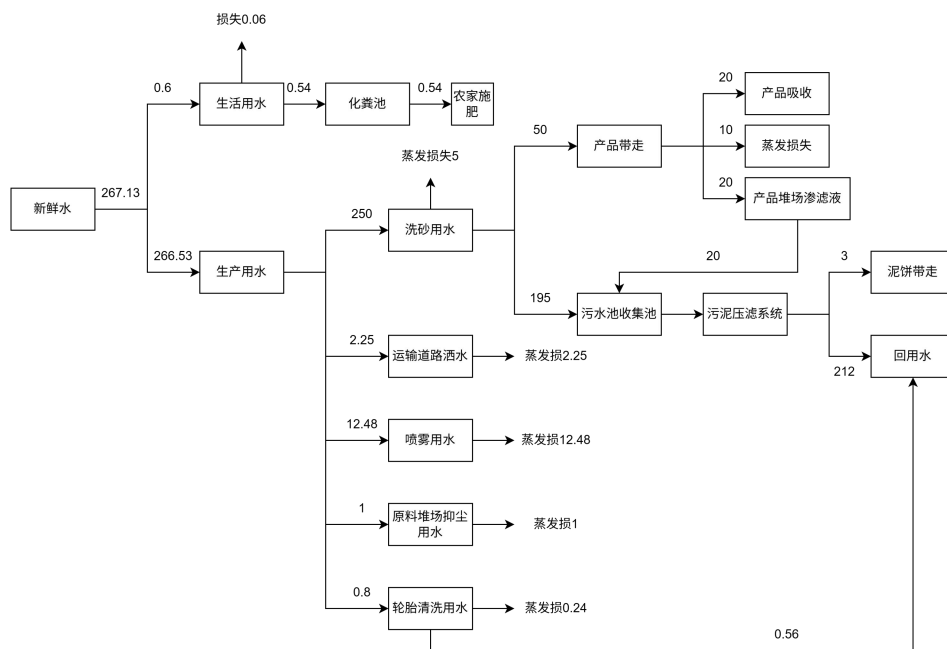 损失0.06
0.6
生活用水
0.54
化粪池
0.54
农家施
肥
新鲜水
267.13
266.53
生产用水
蒸发损失5
250
洗砂用水
50
产品带走
20
产品吸收
10
蒸发损失
20
产品堆场渗滤液
20
195
污水池收集池
污泥压滤系统
3
泥饼带走
212
回用水
2.25
运输道路洒水
蒸发损2.25
12.48
喷雾用水
蒸发损12.48
1
原料堆场抑尘
用水
蒸发损1
0.8
轮胎清洗用水
蒸发损0.24
0.56